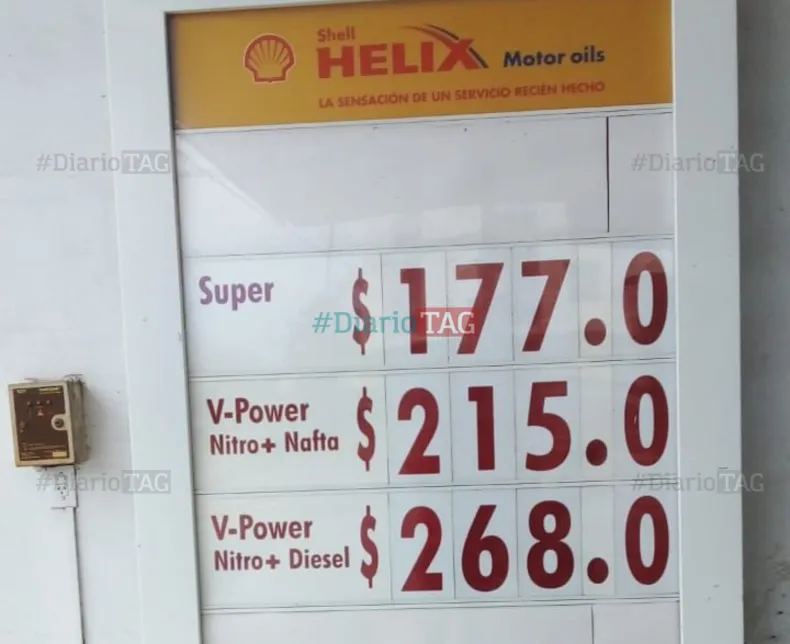 Shell
HELIX Motor oils
LA SENSACIÓN DE UN SERVICIO RECIÉN HECHO
#DiarioTAG #DiarioTAG
Super $ 177.0
#DiarioTAG
V-Power
Nitro+ Nafta $ 215.0
#DiarioTAG #DiarioTAG
V-Power
Nitro+ Diesel $ 268.0